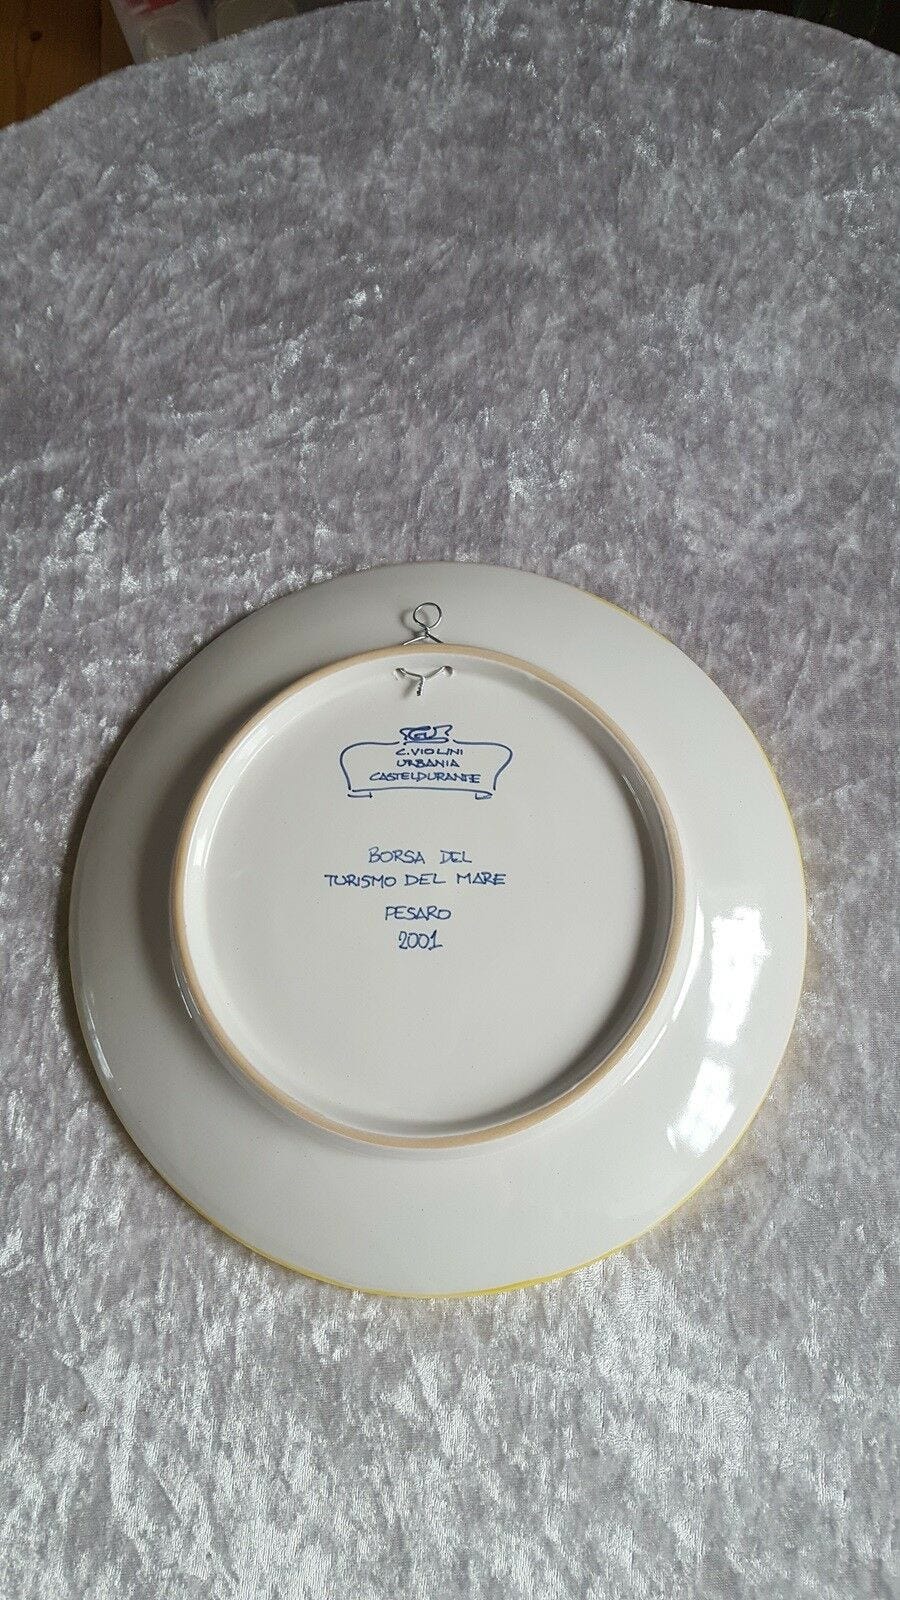 C.VIOLINI
URBANIA
CASTELDURANTE
BORSA DEL
TURISMO DEL MARE
PESARO
2001